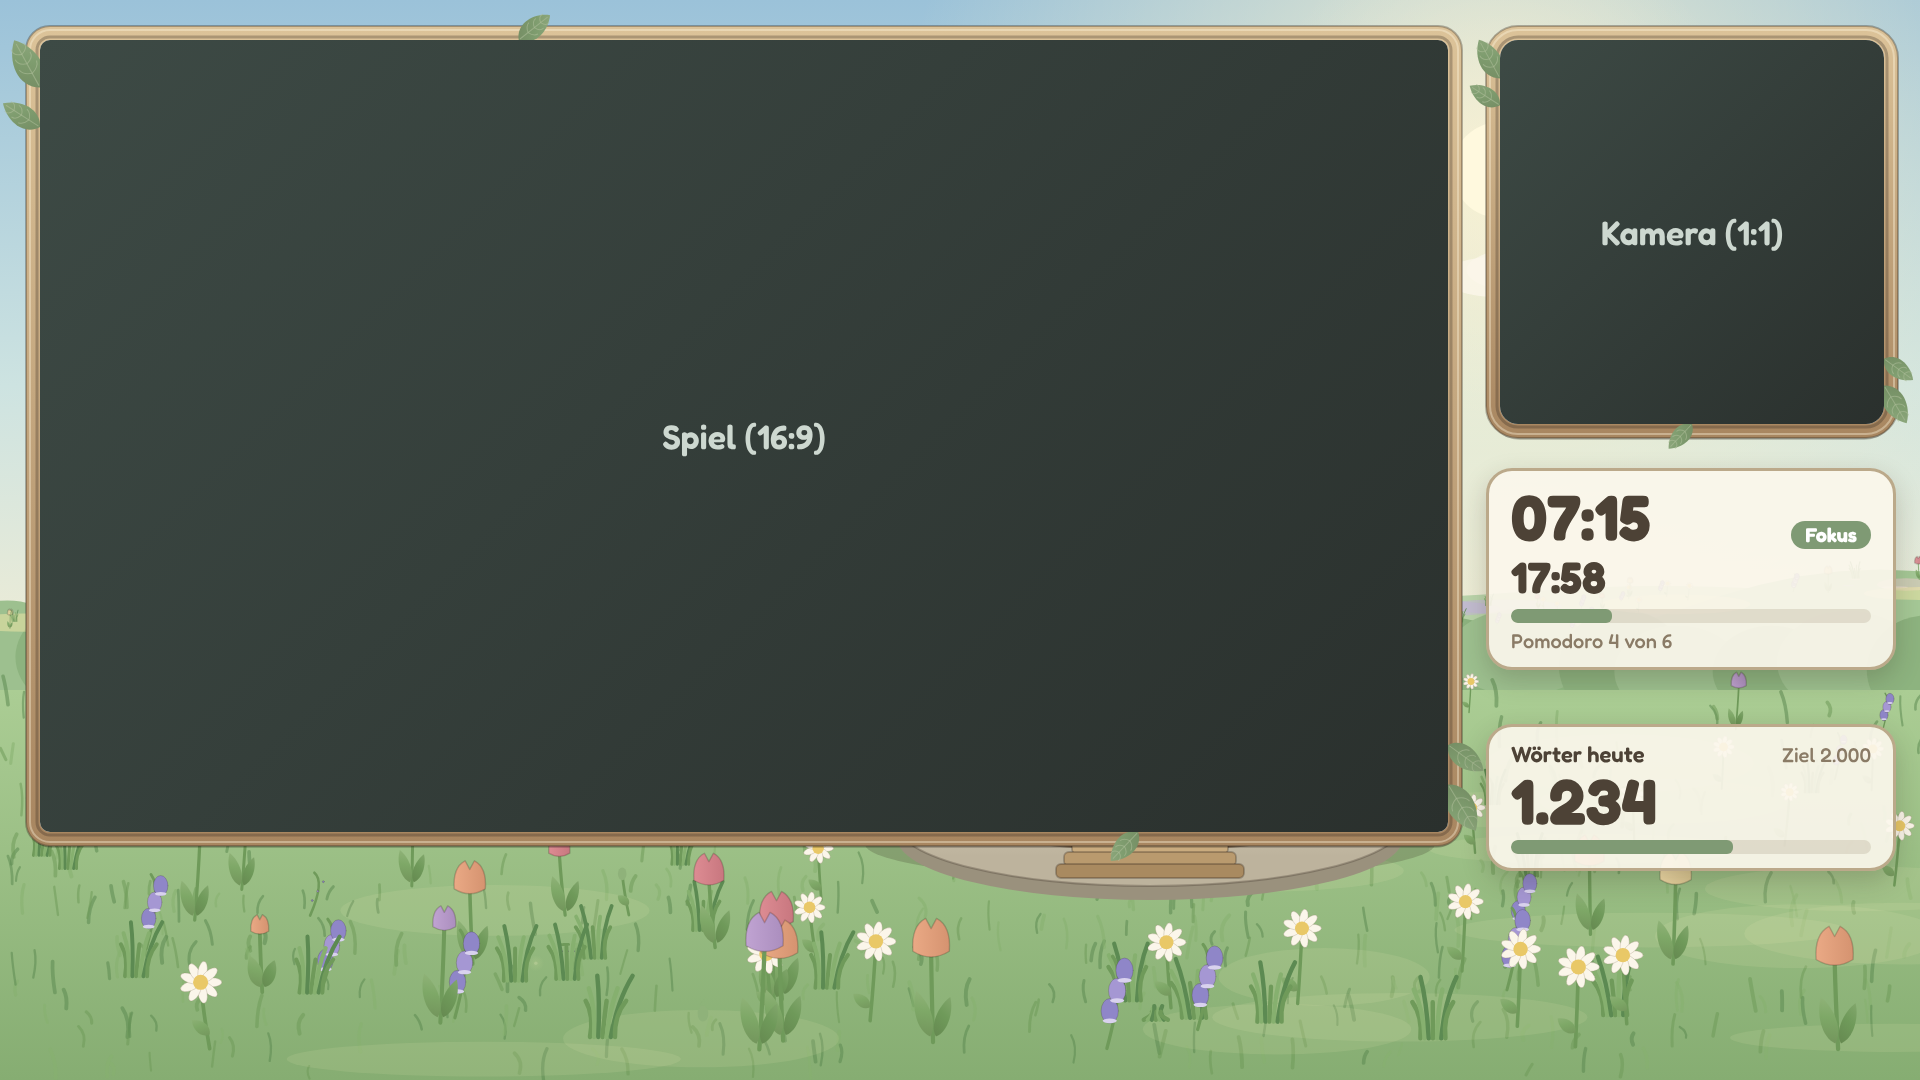 Spiel (16:9)
Kamera (1:1)
07:15
Fokus
17:58
Pomodoro 4 von 6
Wörter heute
Ziel 2.000
1.234